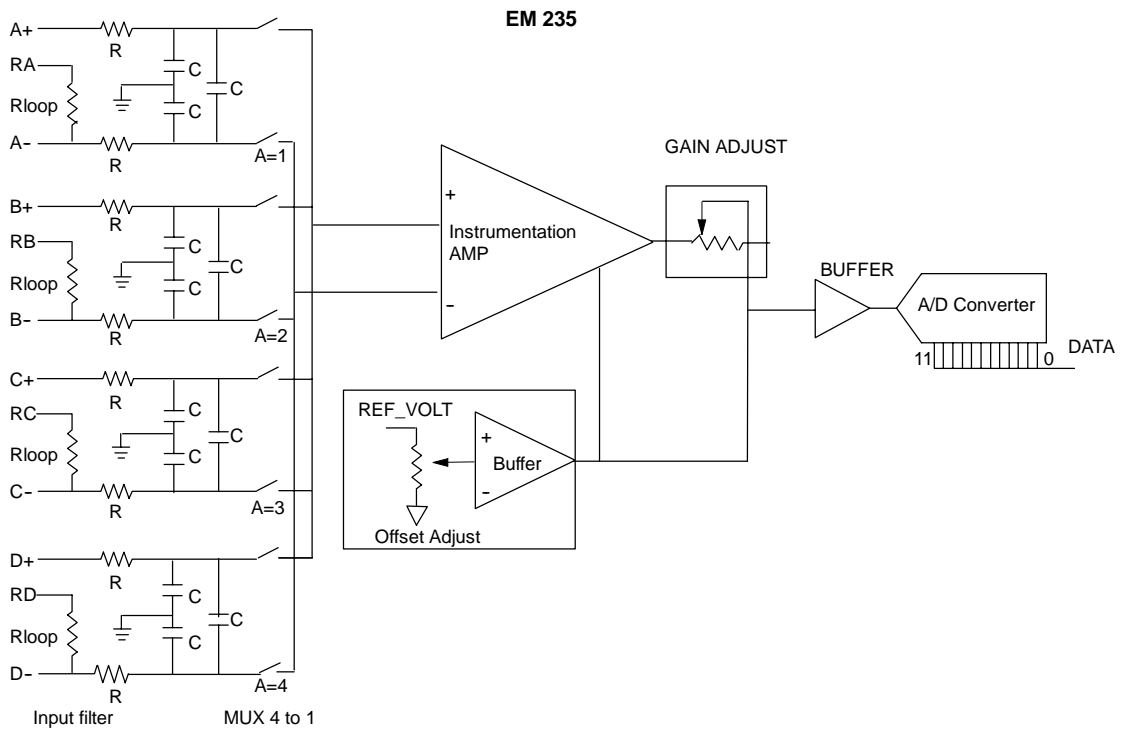 EM 235
A+
R
RA
C
C
Rloop
C
A-
R
A=1
B+
R
RB
C
C
Rloop
C
B-
R
A=2
C+
R
RC
C
C
Rloop
C
C-
R
A=3
D+
R
RD
C
C
Rloop
C
D-
R
A=4
Input filter
MUX 4 to 1
+
Instrumentation
AMP
-
GAIN ADJUST
REF_VOLT
+
Buffer
-
Offset Adjust
BUFFER
A/D Converter
11
0
DATA